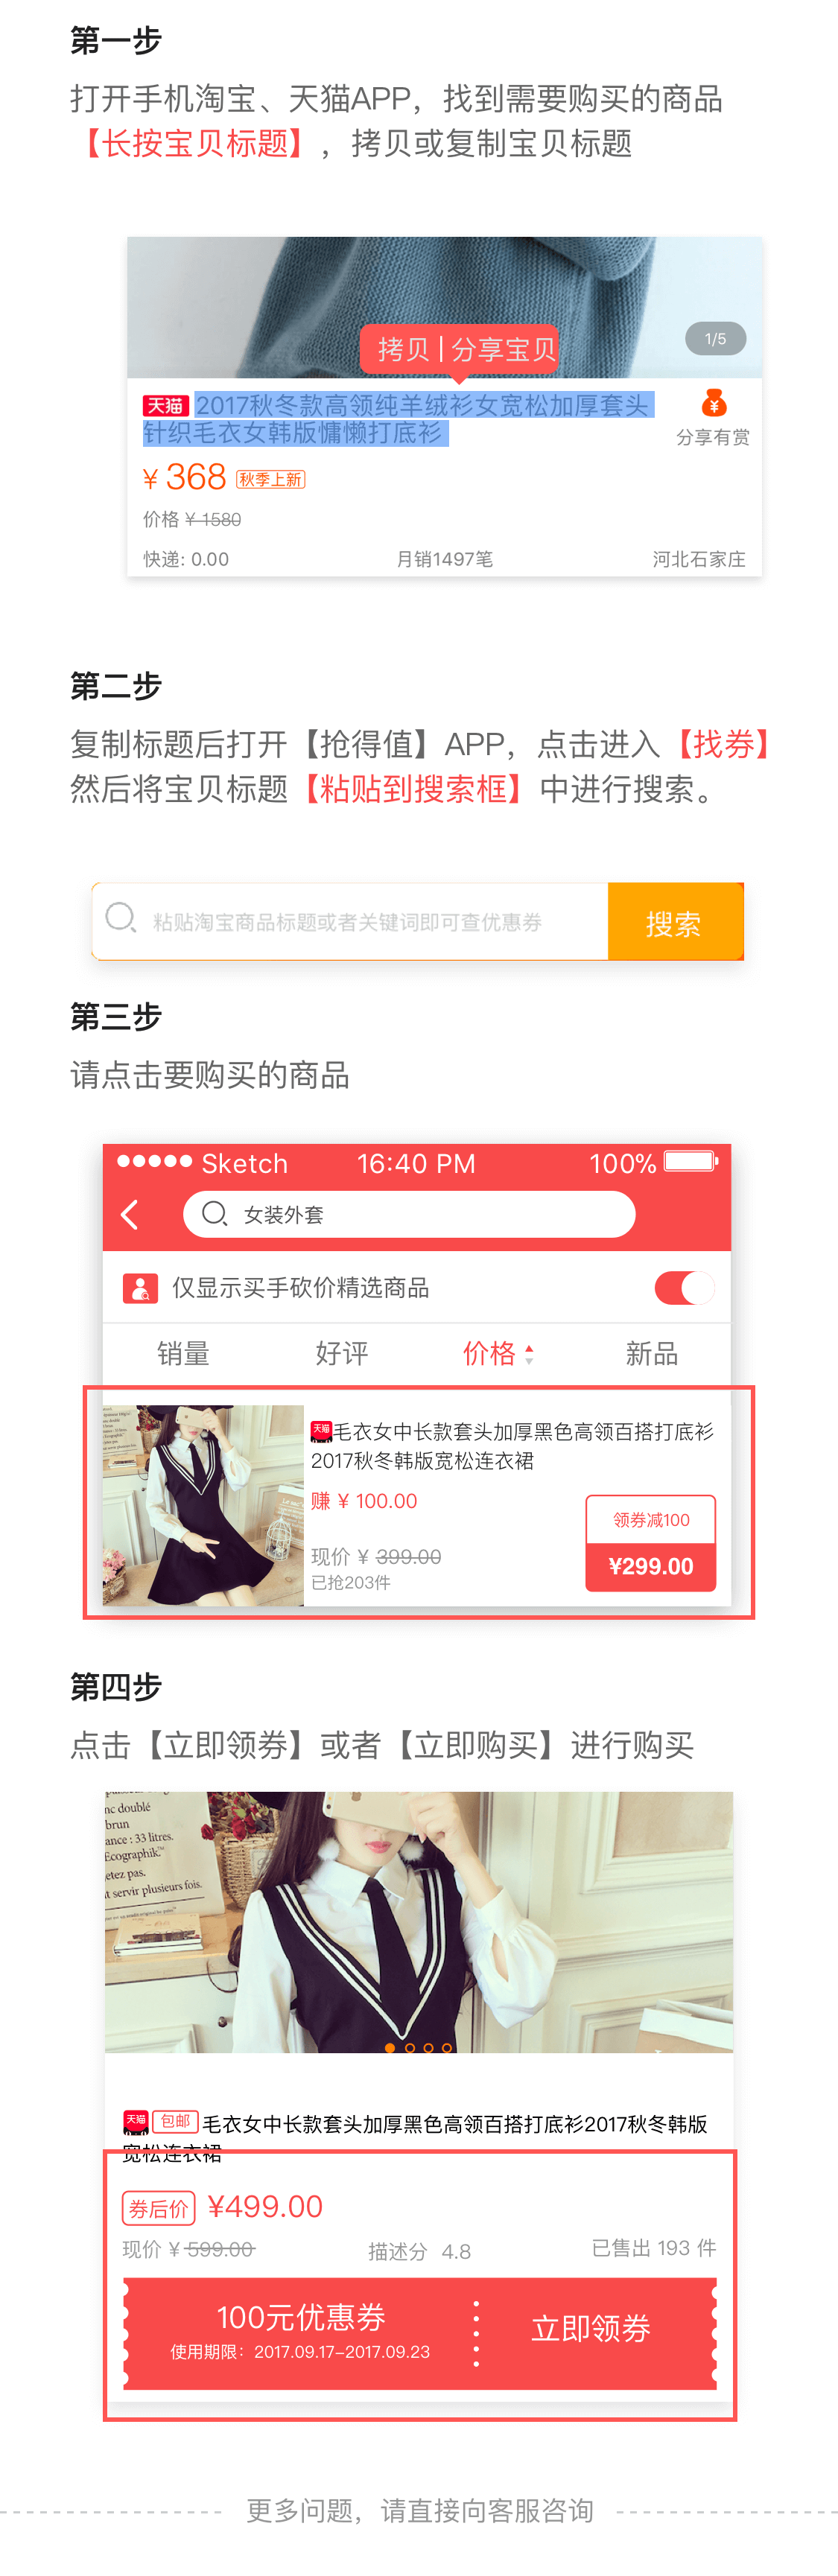 第一步
打开手机淘宝、天猫APP，找到需要购买的商品
【长按宝贝标题】，拷贝或复制宝贝标题
拷贝 | 分享宝贝
1/5
天猫 2017秋冬款高领纯羊绒衫女宽松加厚套头
针织毛衣女韩版慵懒打底衫
分享有赏
¥ 368 秋季上新
价格 ¥ 1580
快递: 0.00 月销1497笔 河北石家庄
第二步
复制标题后打开【抢得值】APP，点击进入【找券】
然后将宝贝标题【粘贴到搜索框】中进行搜索。
粘贴淘宝商品标题或者关键词即可查优惠券 搜索
第三步
请点击要购买的商品
Sketch 16:40 PM 100%
女装外套
仅显示买手砍价精选商品
销量 好评 价格 新品
天猫 毛衣女中长款套头加厚黑色高领百搭打底衫
2017秋冬韩版宽松连衣裙
赚 ¥ 100.00
领券减100
现价 ¥ 399.00
¥299.00
已抢203件
第四步
点击【立即领券】或者【立即购买】进行购买
nc doublé
brun
ance : 33 litres.
Ecographik™
etez pas.
t servir plusieurs fois.
天猫 包邮 毛衣女中长款套头加厚黑色高领百搭打底衫2017秋冬韩版
宽松连衣裙
券后价 ¥499.00
现价 ¥ 599.00 描述分 4.8 已售出 193 件
100元优惠券
立即领券
使用期限：2017.09.17-2017.09.23
更多问题，请直接向客服咨询